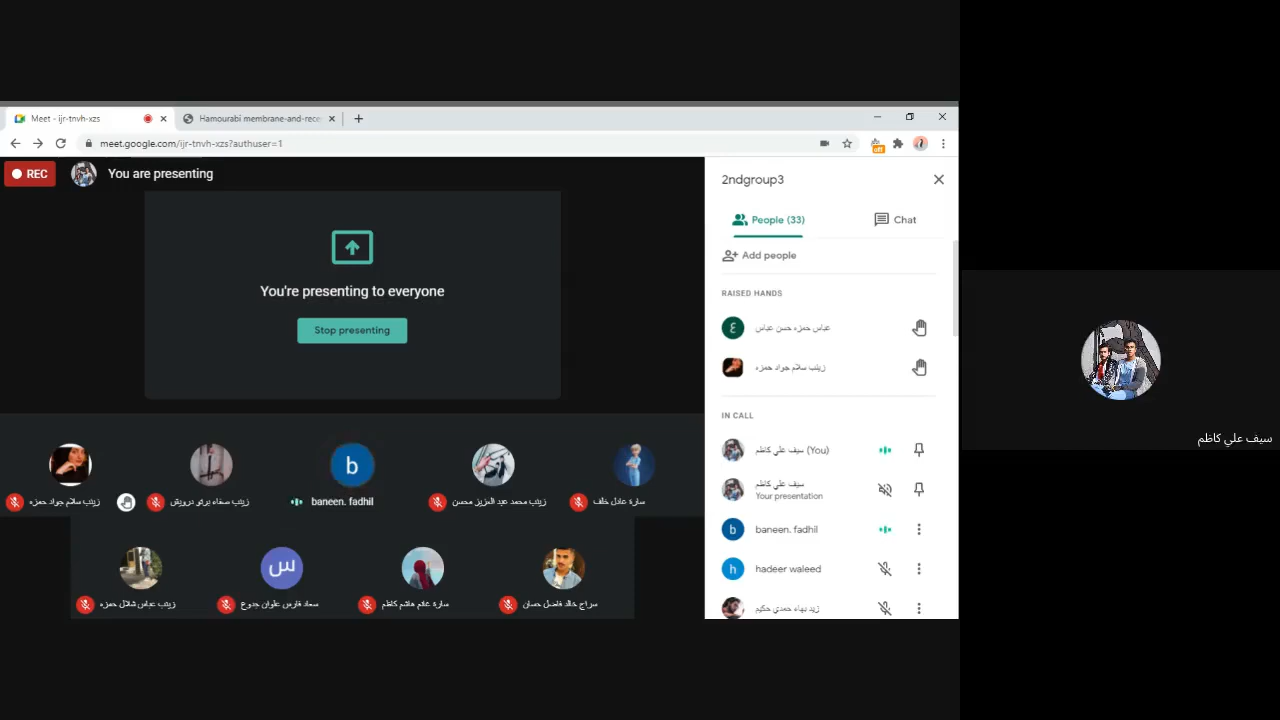 Meet - ijr-tnvh-xzs
Hamourabi membrane-and-rece
meet.google.com/ijr-tnvh-xzs?authuser=1
off
REC
You are presenting
You're presenting to everyone
Stop presenting
زينب سلام جواد حمزه
زينب صفاء برتو درويش
b
baneen. fadhil
زينب محمد عبد العزيز محسن
سارة عادل خلف
زينب عباس شلال حمزه
س
سعاد فارس علوان جدوع
سارة غانم هاشم كاظم
سراج خالد فاضل حسان
2ndgroup3
People (33)
Chat
Add people
RAISED HANDS
ع
عباس حمزه حسن عباس
زينب سلام جواد حمزه
IN CALL
سيف علي كاظم (You)
سيف علي كاظم
Your presentation
b
baneen. fadhil
h
hadeer waleed
زيد بهاء حمدي حكيم
سيف علي كاظم